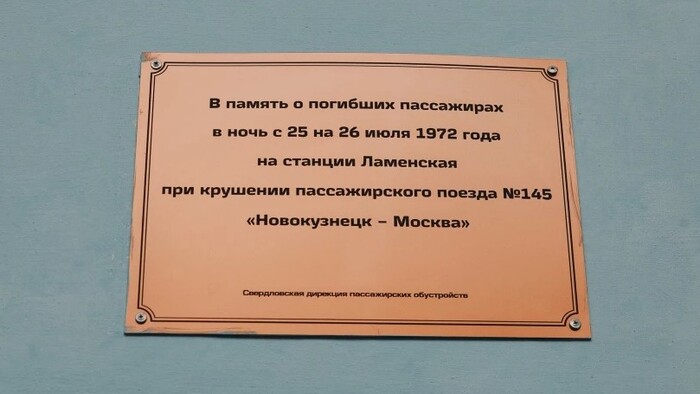 В память о погибших пассажирах
в ночь с 25 на 26 июля 1972 года
на станции Ламенская
при крушении пассажирского поезда №145
«Новокузнецк – Москва»
Свердловская дирекция пассажирских обустройств